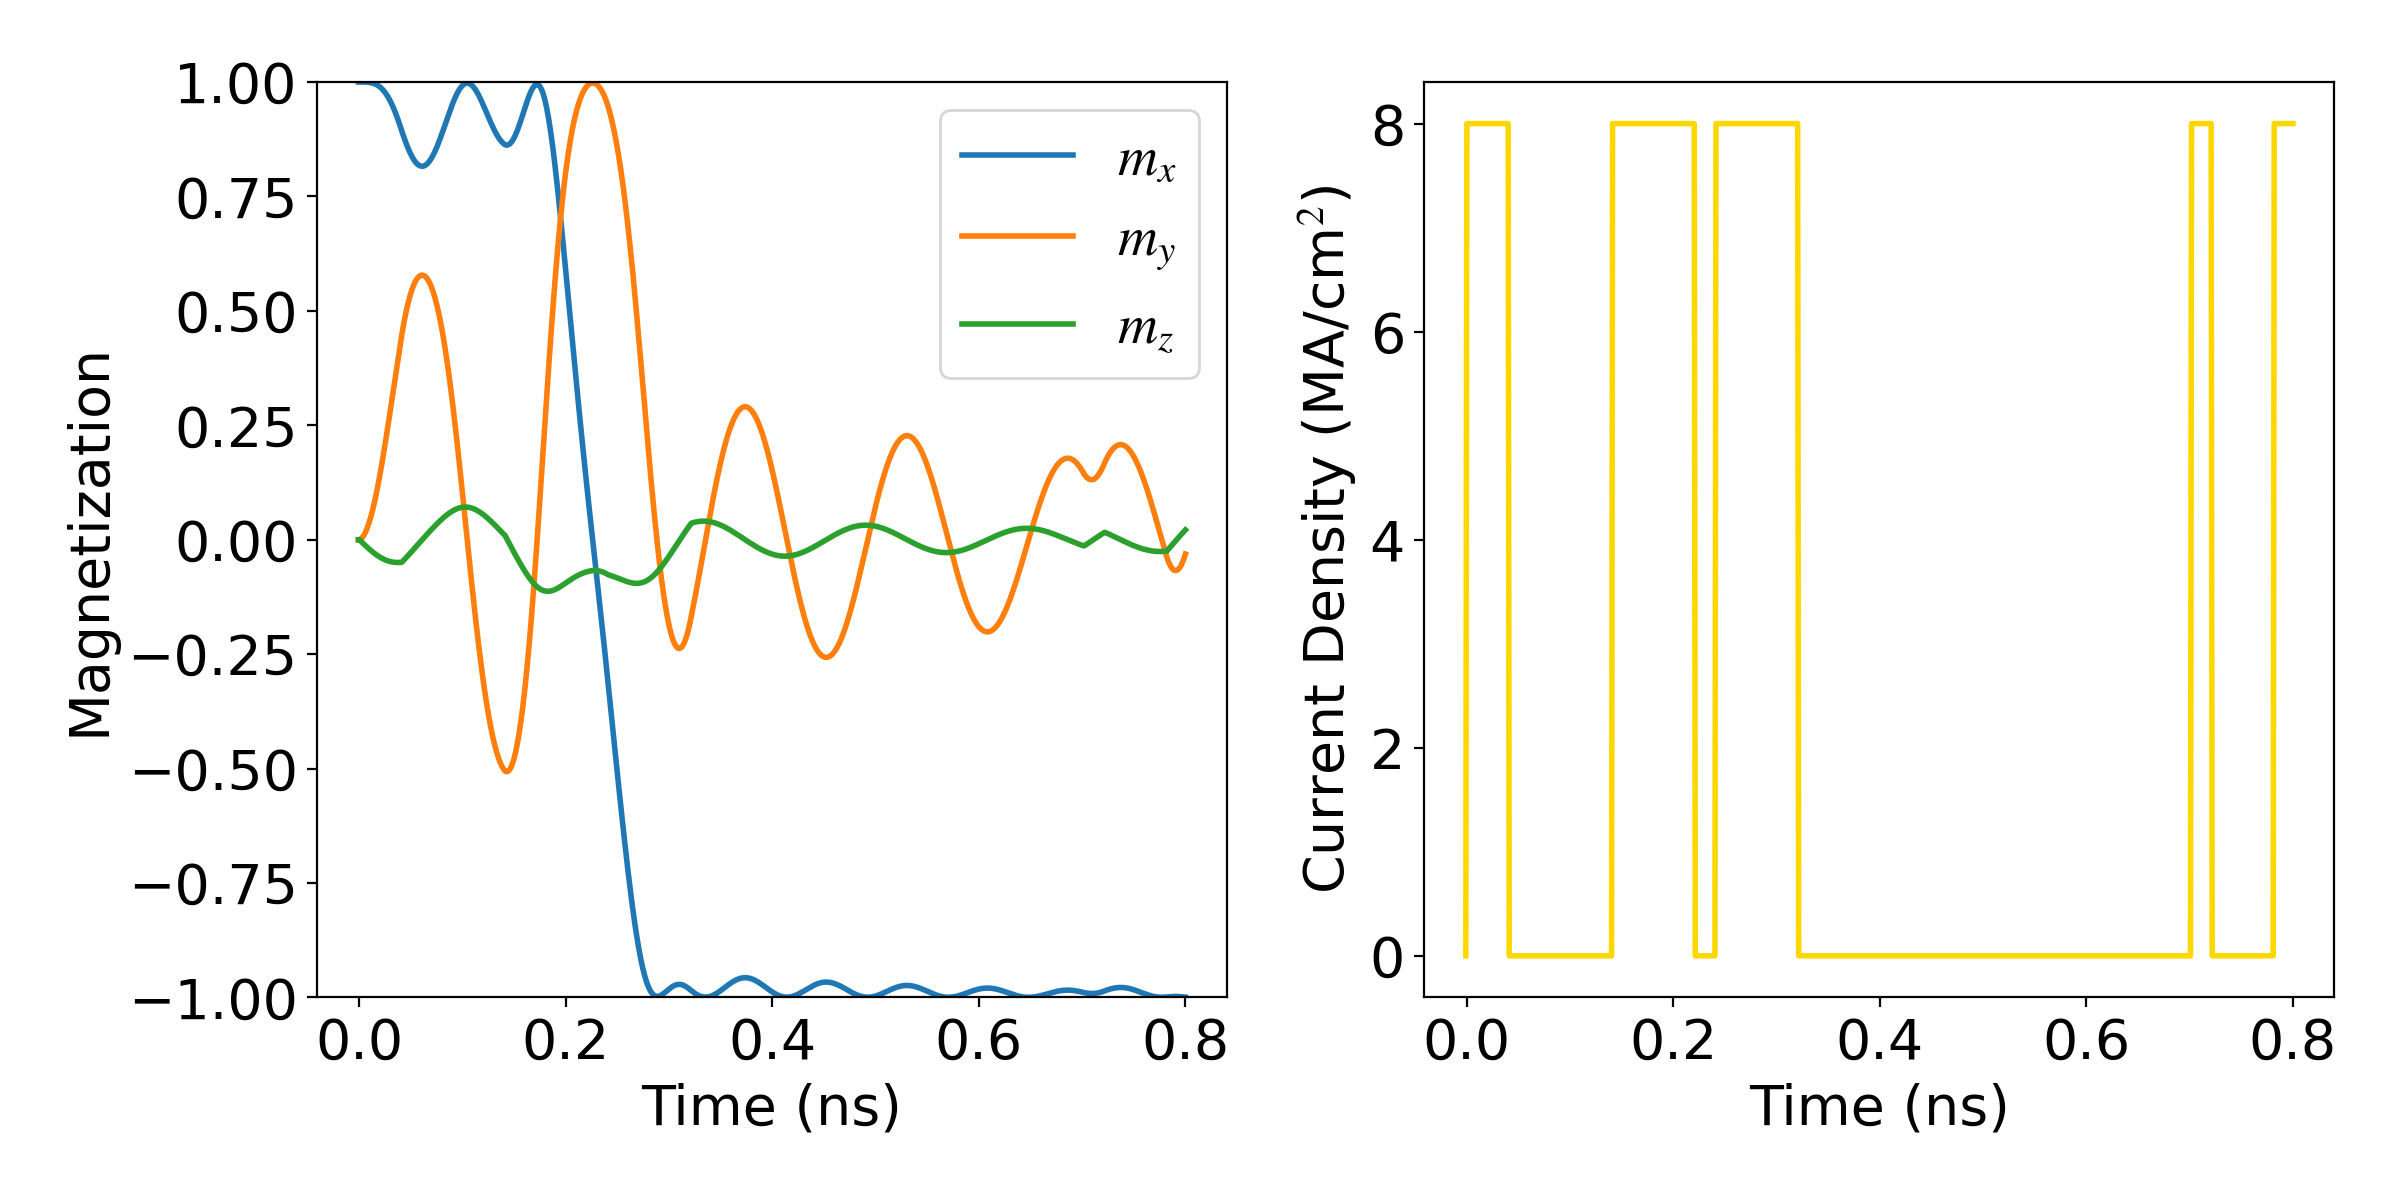 1.00
0.75
0.50
0.25
0.00
−0.25
−0.50
−0.75
−1.00
Magnetization
0.0 0.2 0.4 0.6 0.8
Time (ns)
m_x
m_y
m_z
8
6
4
2
0
Current Density (MA/cm²)
0.0 0.2 0.4 0.6 0.8
Time (ns)